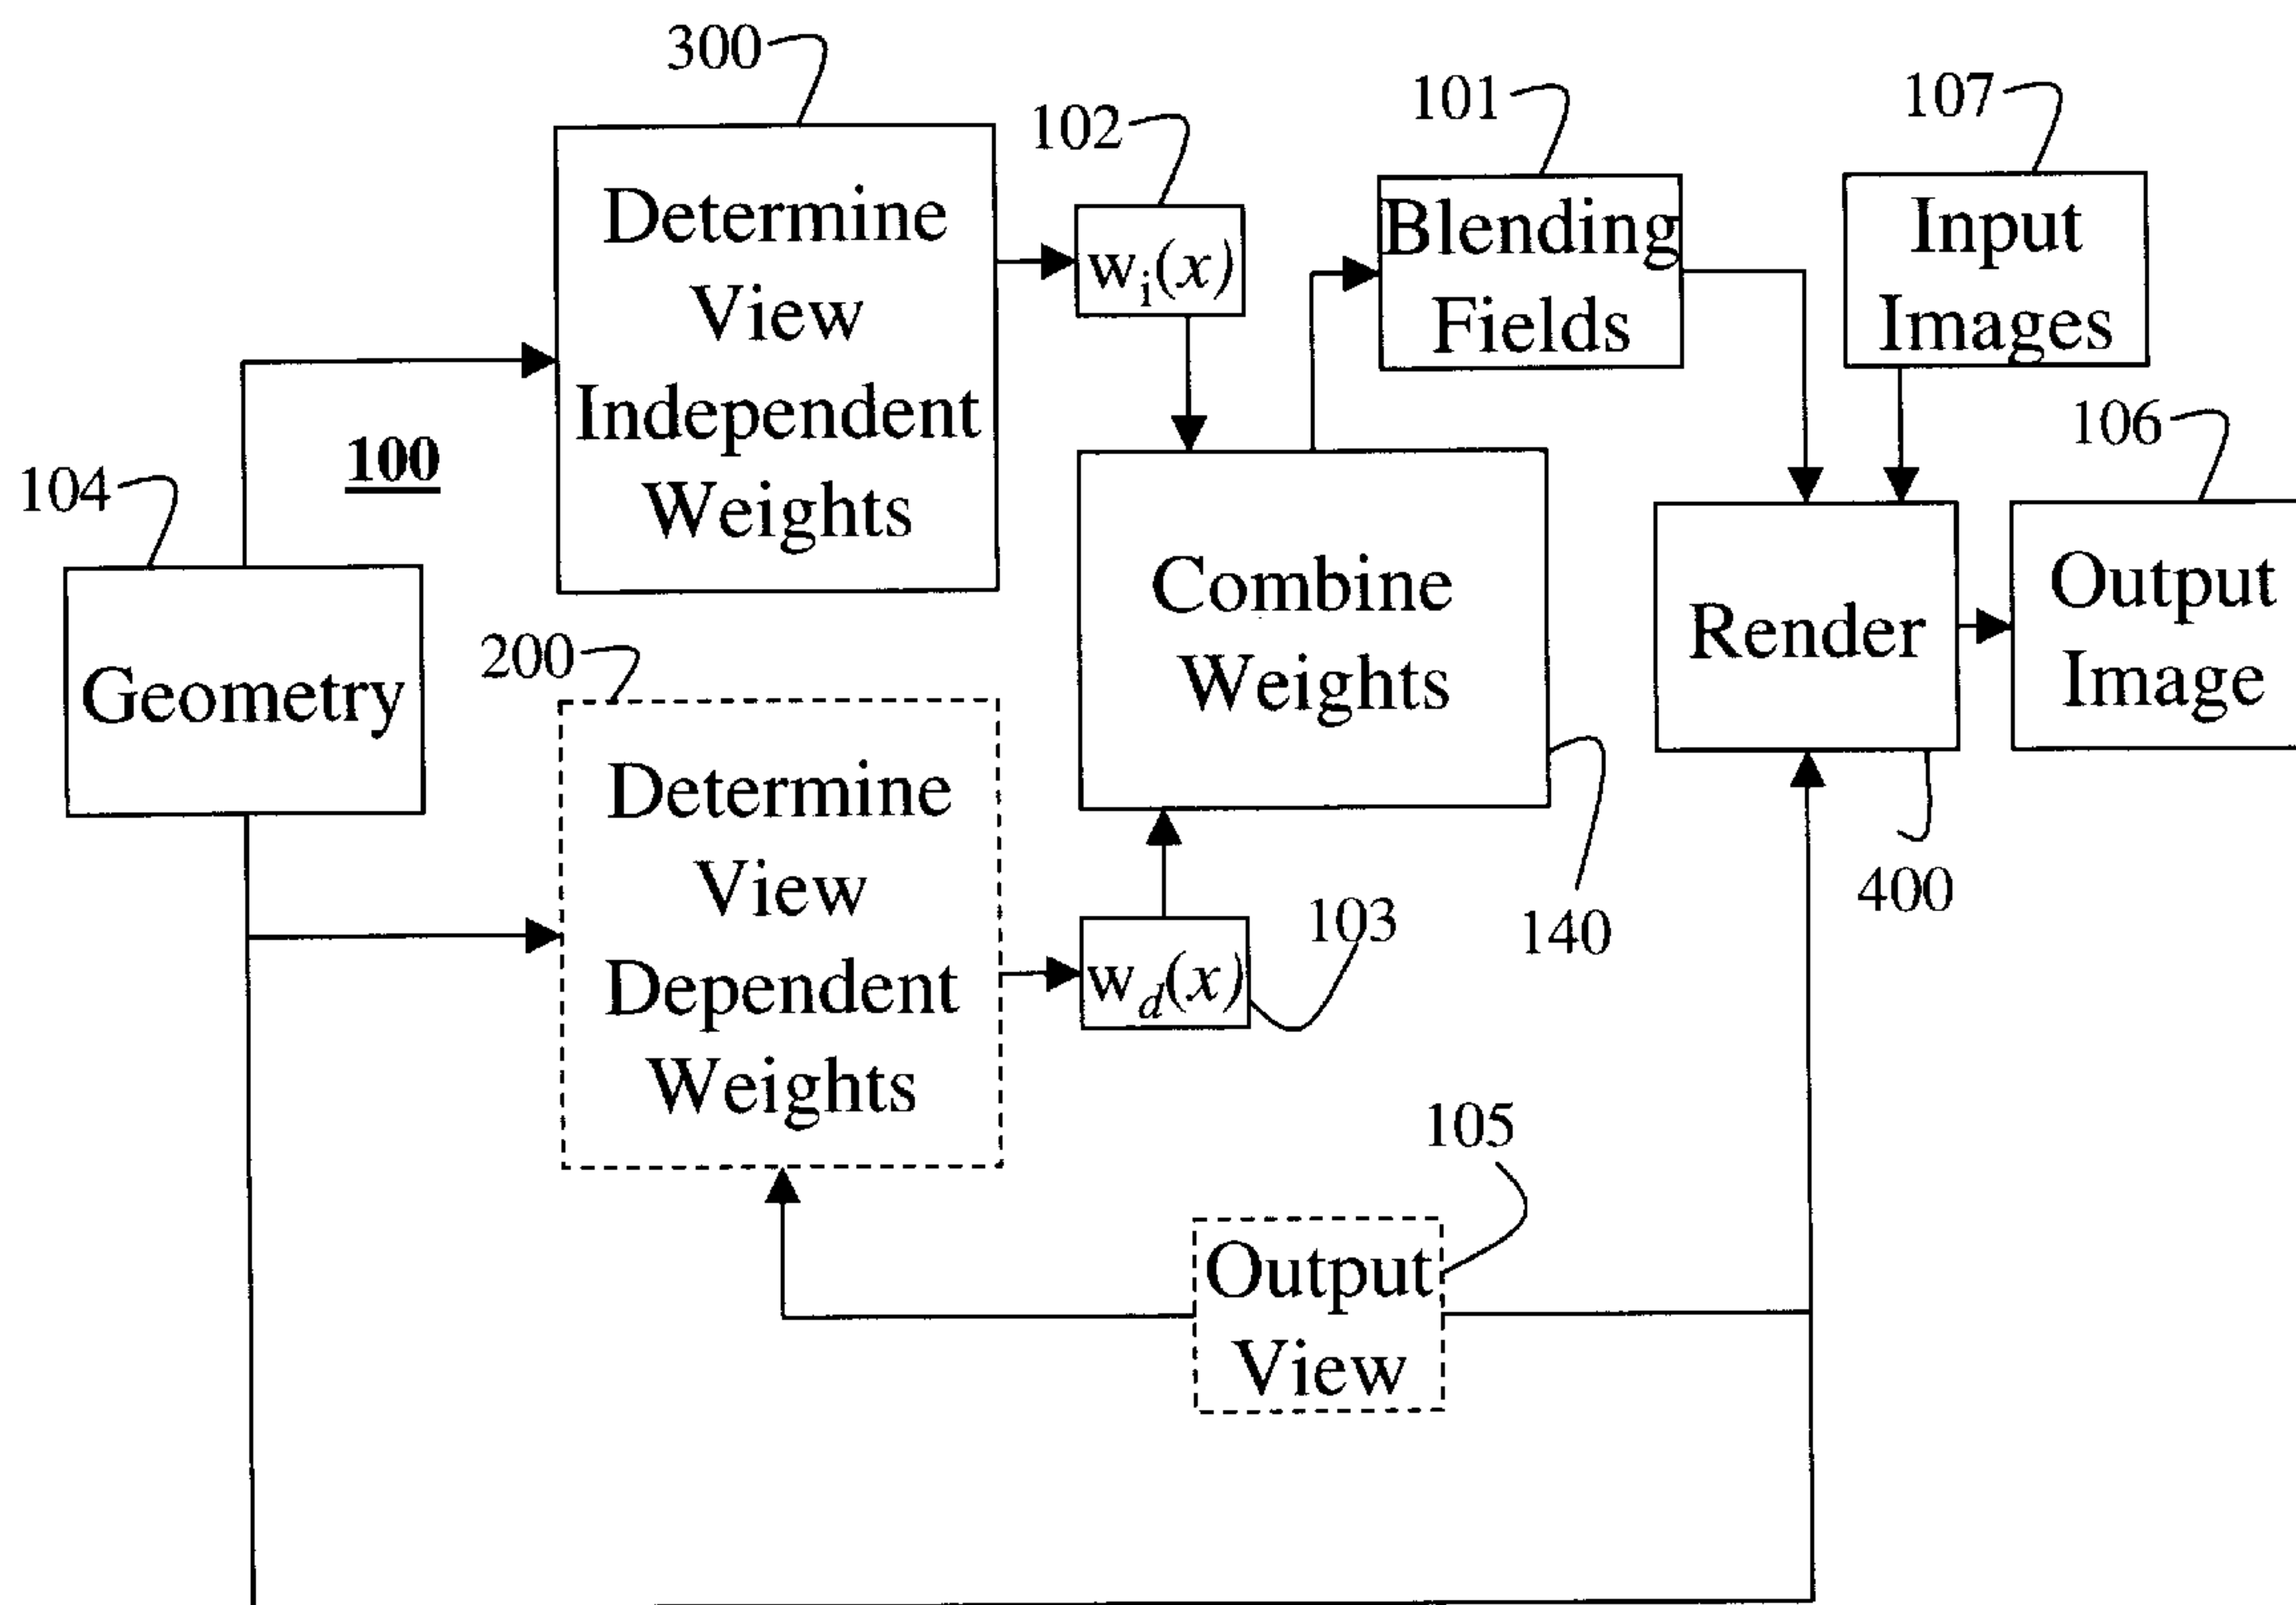 300
102
101
107
Determine
View
Independent
Weights
w_i(x)
Blending
Fields
Input
Images
100
104
106
Geometry
Combine
Weights
Render
Output
Image
200
Determine
View
Dependent
Weights
w_d(x)
103
140
400
105
Output
View